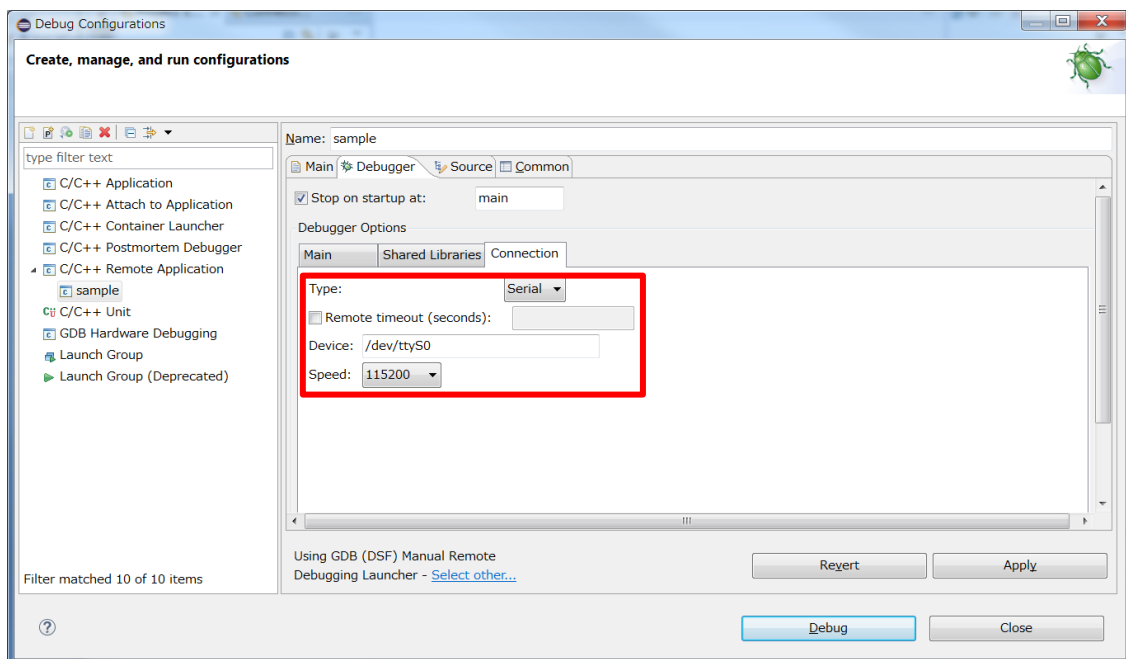 Debug Configurations
Create, manage, and run configurations
type filter text
C/C++ Application
C/C++ Attach to Application
C/C++ Container Launcher
C/C++ Postmortem Debugger
C/C++ Remote Application
sample
C/C++ Unit
GDB Hardware Debugging
Launch Group
Launch Group (Deprecated)
Filter matched 10 of 10 items
Name: sample
Main Debugger Source Common
Stop on startup at: main
Debugger Options
Main Shared Libraries Connection
Type: Serial
Remote timeout (seconds):
Device: /dev/ttyS0
Speed: 115200
Using GDB (DSF) Manual Remote
Debugging Launcher - Select other...
Revert Apply
Debug Close